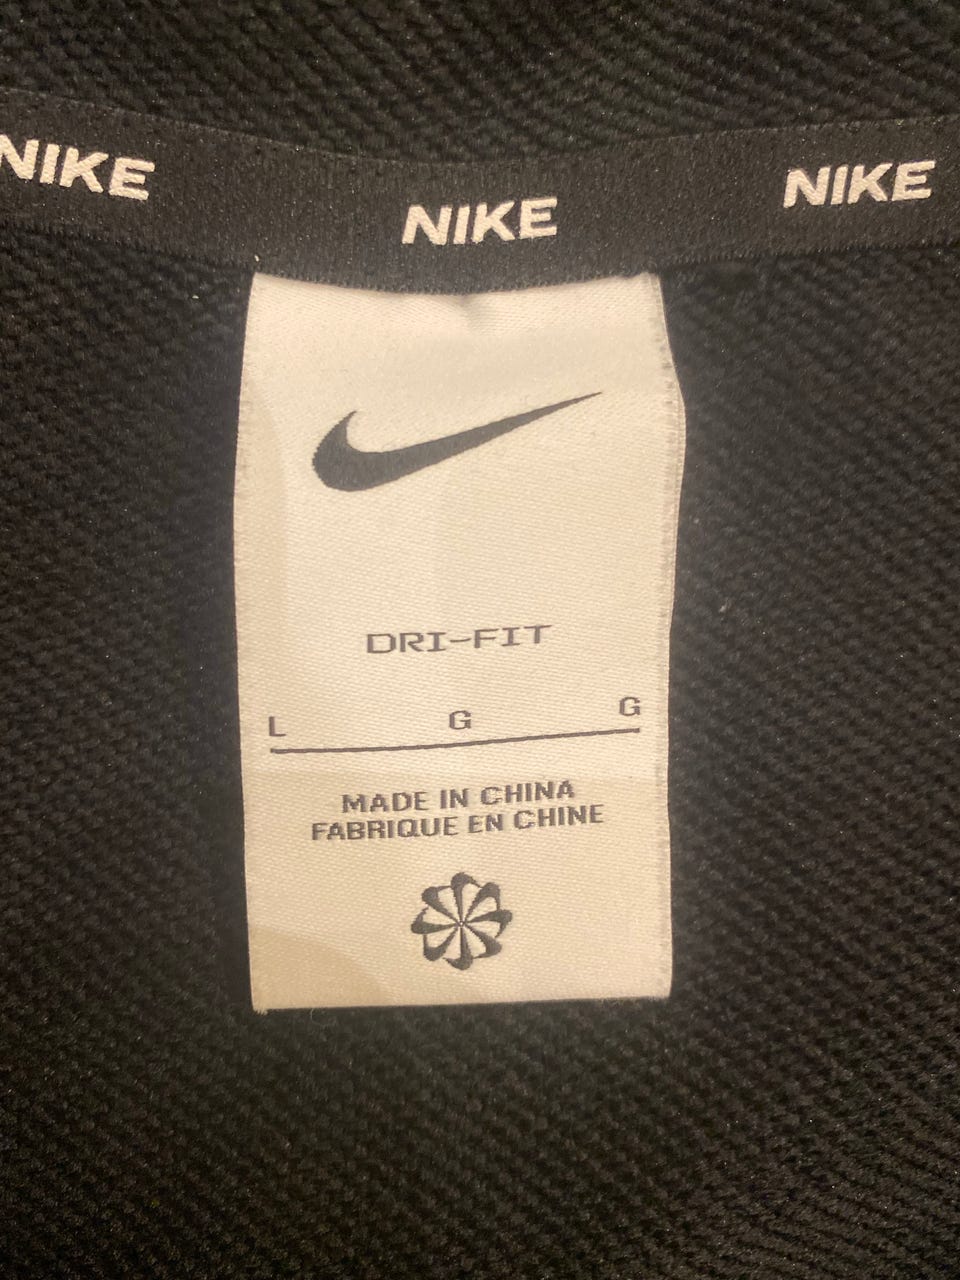 NIKE NIKE NIKE
DRI-FIT
L G G
MADE IN CHINA
FABRIQUE EN CHINE